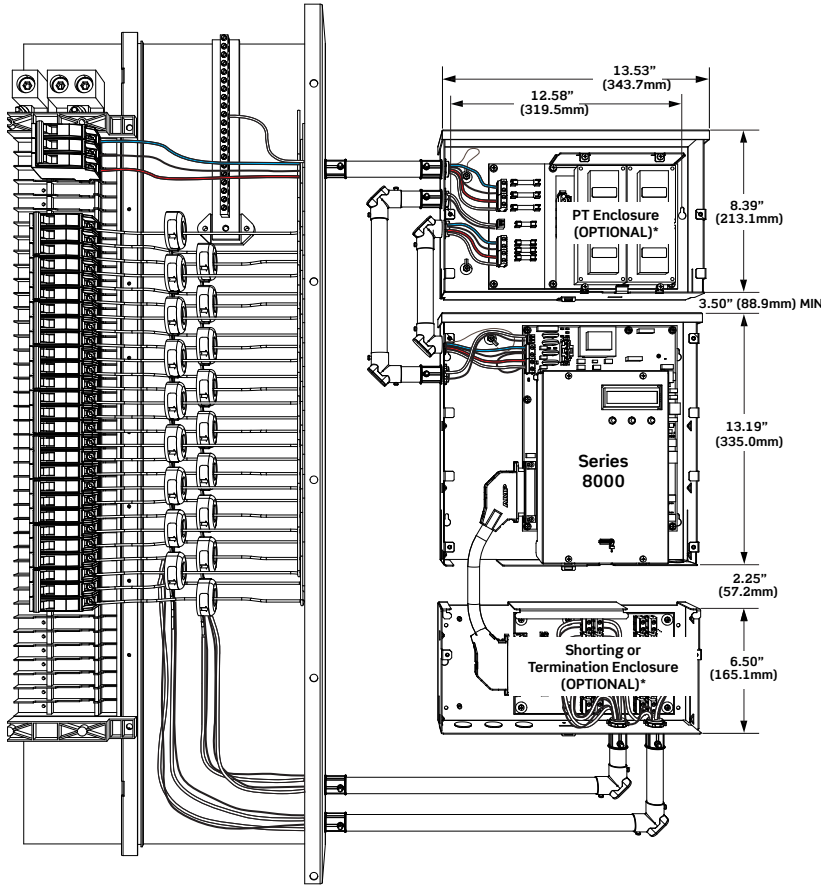 13.53”
(343.7mm)
12.58”
(319.5mm)
PT Enclosure
(OPTIONAL)*
8.39”
(213.1mm)
3.50” (88.9mm) MIN
Series
8000
13.19”
(335.0mm)
AMP
2.25”
(57.2mm)
Shorting or
Termination Enclosure
(OPTIONAL)*
6.50”
(165.1mm)